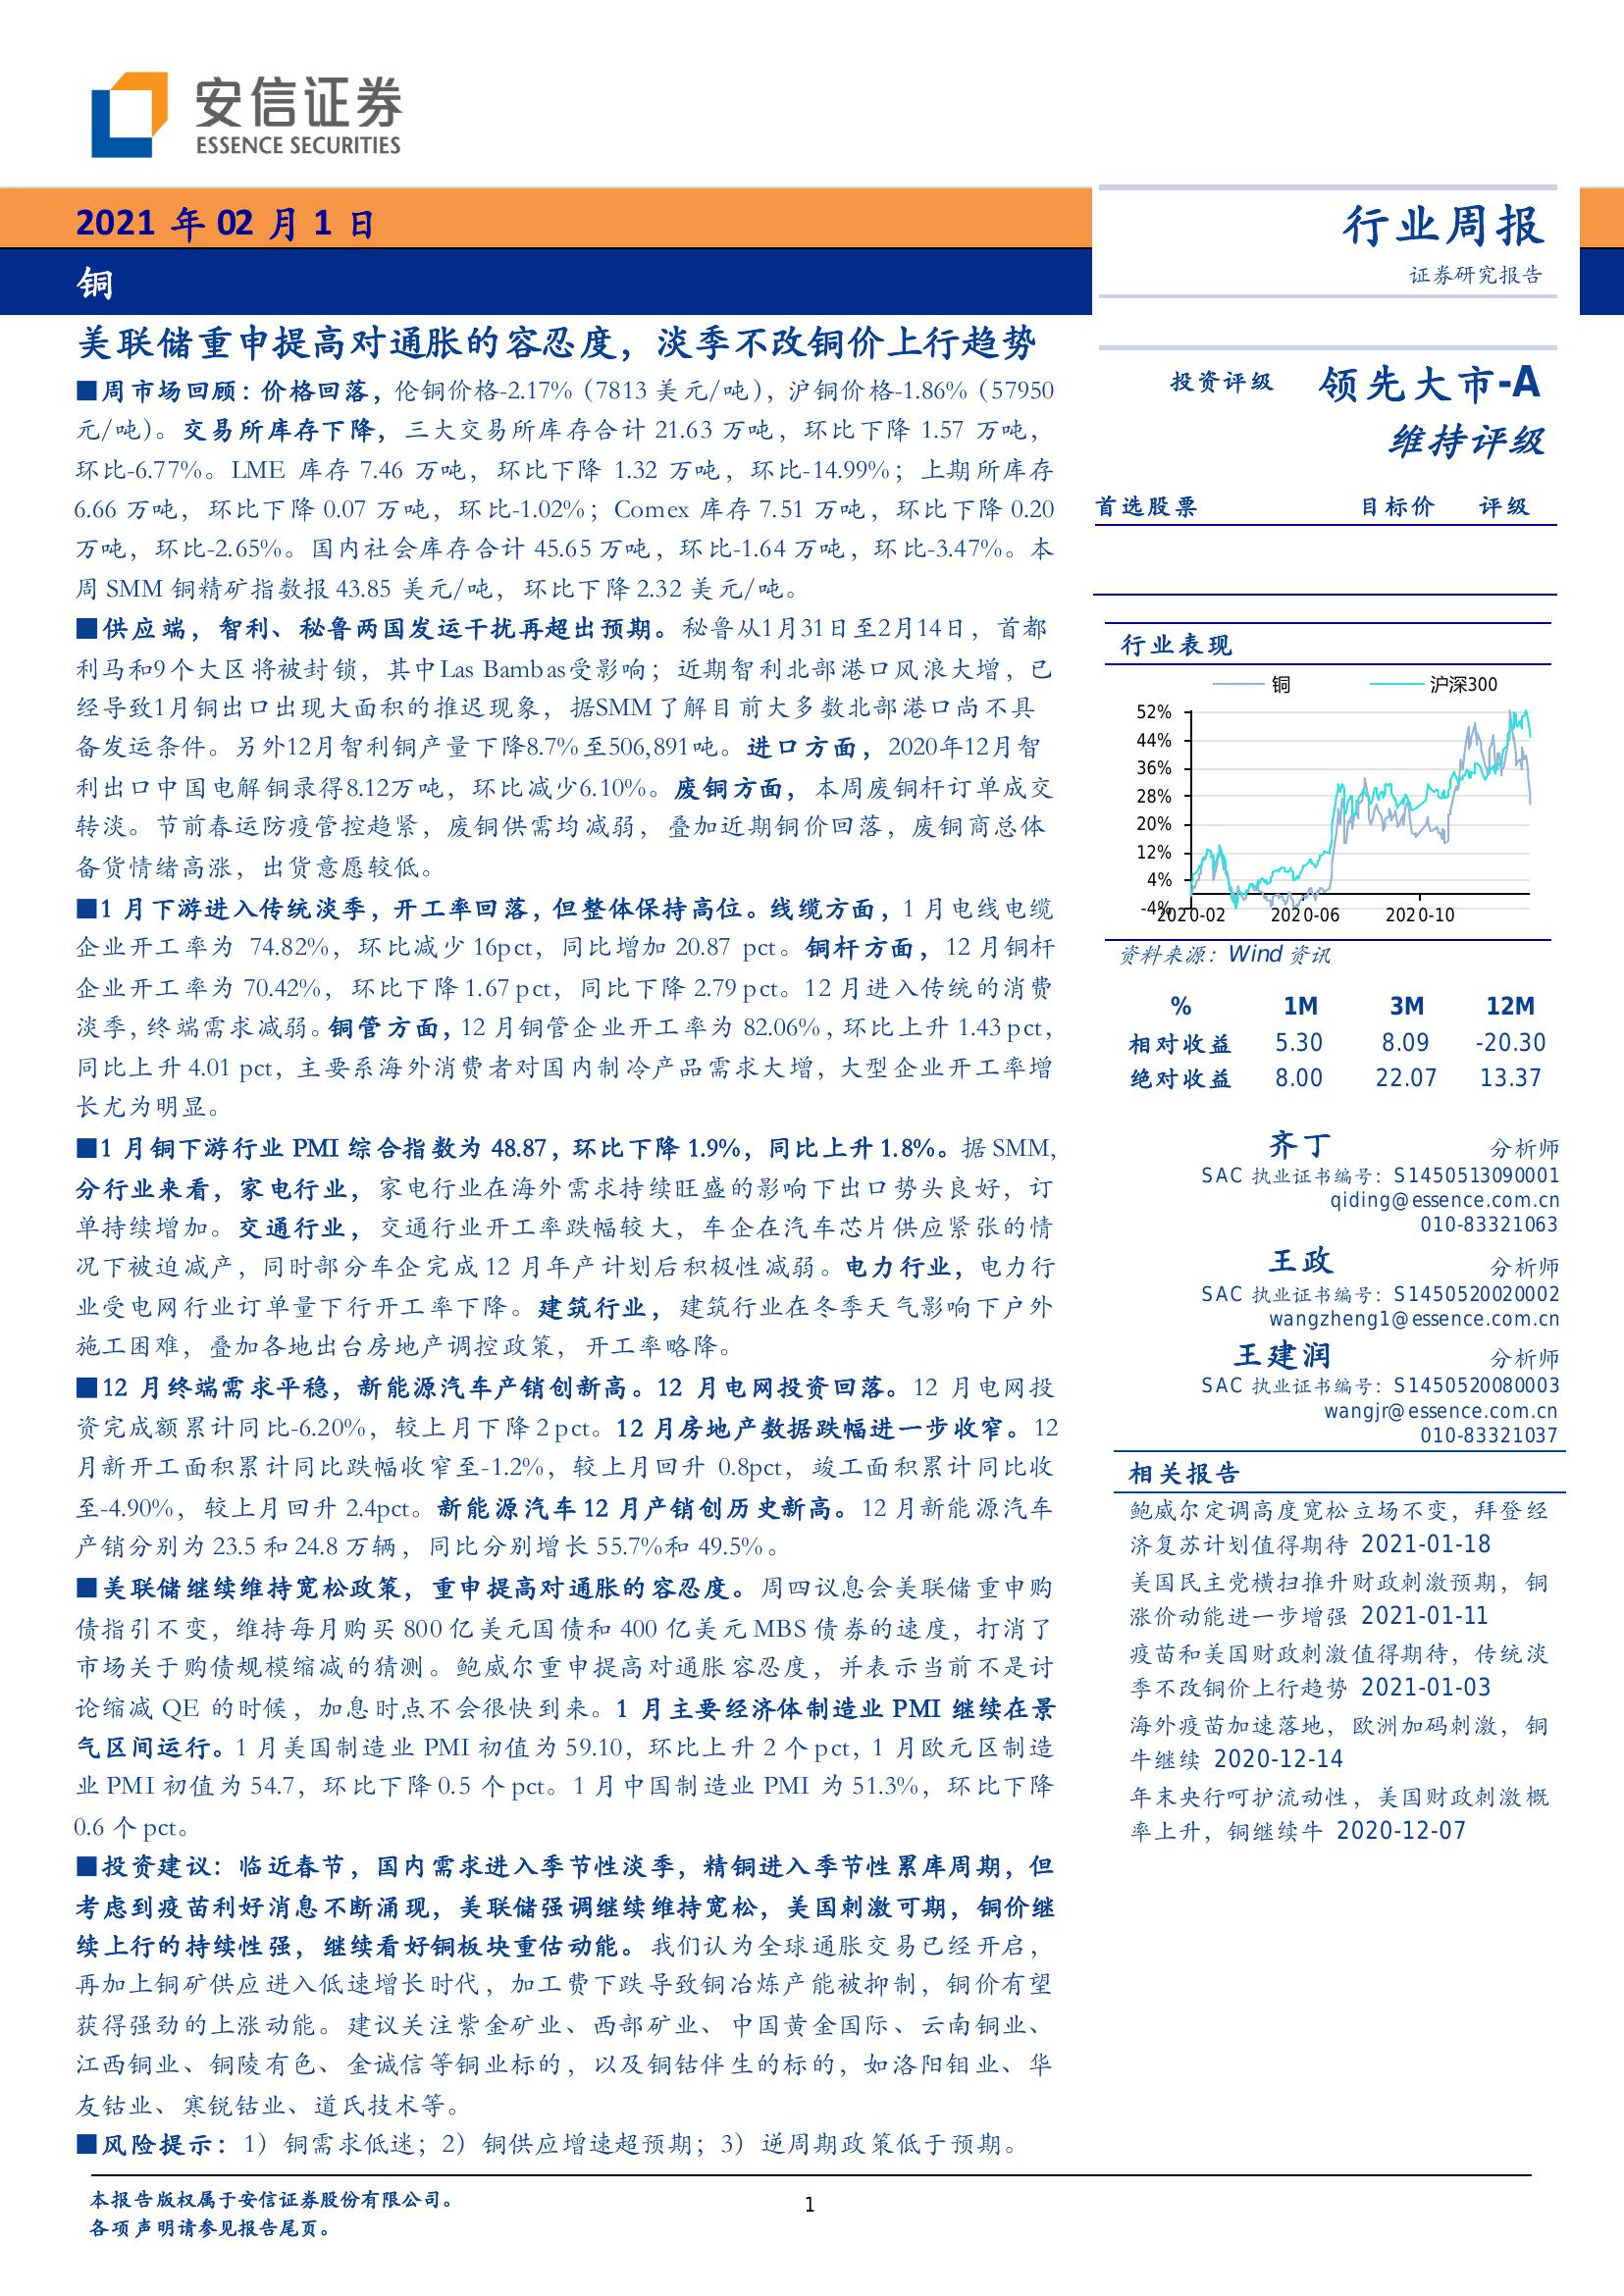 安信证券
ESSENCE SECURITIES
2021 年 02 月 1 日
铜
行业周报
证券研究报告
美联储重申提高对通胀的容忍度，淡季不改铜价上行趋势
■周市场回顾：价格回落，伦铜价格-2.17%（7813 美元/吨），沪铜价格-1.86%（57950
元/吨）。交易所库存下降，三大交易所库存合计 21.63 万吨，环比下降 1.57 万吨，
环比-6.77%。LME 库存 7.46 万吨，环比下降 1.32 万吨，环比-14.99%；上期所库存
6.66 万吨，环比下降 0.07 万吨，环比-1.02%；Comex 库存 7.51 万吨，环比下降 0.20
万吨，环比-2.65%。国内社会库存合计 45.65 万吨，环比-1.64 万吨，环比-3.47%。本
周 SMM 铜精矿指数报 43.85 美元/吨，环比下降 2.32 美元/吨。
■供应端，智利、秘鲁两国发运干扰再超出预期。秘鲁从1月31日至2月14日，首都
利马和9个大区将被封锁，其中Las Bambas受影响；近期智利北部港口风浪大增，已
经导致1月铜出口出现大面积的推迟现象，据SMM了解目前大多数北部港口尚不具
备发运条件。另外12月智利铜产量下降8.7%至506,891吨。进口方面，2020年12月智
利出口中国电解铜录得8.12万吨，环比减少6.10%。废铜方面，本周废铜杆订单成交
转淡。节前春运防疫管控趋紧，废铜供需均减弱，叠加近期铜价回落，废铜商总体
备货情绪高涨，出货意愿较低。
■1 月下游进入传统淡季，开工率回落，但整体保持高位。线缆方面，1 月电线电缆
企业开工率为 74.82%，环比减少 16pct，同比增加 20.87 pct。铜杆方面，12 月铜杆
企业开工率为 70.42%，环比下降 1.67 pct，同比下降 2.79 pct。12 月进入传统的消费
淡季，终端需求减弱。铜管方面，12 月铜管企业开工率为 82.06%，环比上升 1.43 pct，
同比上升 4.01 pct，主要系海外消费者对国内制冷产品需求大增，大型企业开工率增
长尤为明显。
■1 月铜下游行业 PMI 综合指数为 48.87，环比下降 1.9%，同比上升 1.8%。据 SMM，
分行业来看，家电行业，家电行业在海外需求持续旺盛的影响下出口势头良好，订
单持续增加。交通行业，交通行业开工率跌幅较大，车企在汽车芯片供应紧张的情
况下被迫减产，同时部分车企完成 12 月年产计划后积极性减弱。电力行业，电力行
业受电网行业订单量下行开工率下降。建筑行业，建筑行业在冬季天气影响下户外
施工困难，叠加各地出台房地产调控政策，开工率略降。
■12 月终端需求平稳，新能源汽车产销创新高。12 月电网投资回落。12 月电网投
资完成额累计同比-6.20%，较上月下降 2 pct。12 月房地产数据跌幅进一步收窄。12
月新开工面积累计同比跌幅收窄至-1.2%，较上月回升 0.8pct，竣工面积累计同比收
至-4.90%，较上月回升 2.4pct。新能源汽车 12 月产销创历史新高。12 月新能源汽车
产销分别为 23.5 和 24.8 万辆，同比分别增长 55.7%和 49.5%。
■美联储继续维持宽松政策，重申提高对通胀的容忍度。周四议息会美联储重申购
债指引不变，维持每月购买 800 亿美元国债和 400 亿美元 MBS 债券的速度，打消了
市场关于购债规模缩减的猜测。鲍威尔重申提高对通胀容忍度，并表示当前不是讨
论缩减 QE 的时候，加息时点不会很快到来。1 月主要经济体制造业 PMI 继续在景
气区间运行。1 月美国制造业 PMI 初值为 59.10，环比上升 2 个 pct，1 月欧元区制造
业 PMI 初值为 54.7，环比下降 0.5 个 pct。1 月中国制造业 PMI 为 51.3%，环比下降
0.6 个 pct。
■投资建议：临近春节，国内需求进入季节性淡季，精铜进入季节性累库周期，但
考虑到疫苗利好消息不断涌现，美联储强调继续维持宽松，美国刺激可期，铜价继
续上行的持续性强，继续看好铜板块重估动能。我们认为全球通胀交易已经开启，
再加上铜矿供应进入低速增长时代，加工费下跌导致铜冶炼产能被抑制，铜价有望
获得强劲的上涨动能。建议关注紫金矿业、西部矿业、中国黄金国际、云南铜业、
江西铜业、铜陵有色、金诚信等铜业标的，以及铜钴伴生的标的，如洛阳钼业、华
友钴业、寒锐钴业、道氏技术等。
■风险提示：1）铜需求低迷；2）铜供应增速超预期；3）逆周期政策低于预期。
投资评级 领先大市-A
维持评级
首选股票 目标价 评级
行业表现
铜 沪深300
52%
44%
36%
28%
20%
12%
4%
-4%
2020-02 2020-06 2020-10
资料来源：Wind 资讯
% 1M 3M 12M
相对收益 5.30 8.09 -20.30
绝对收益 8.00 22.07 13.37
齐丁 分析师
SAC 执业证书编号：S1450513090001
qiding@essence.com.cn
010-83321063
王政 分析师
SAC 执业证书编号：S1450520020002
wangzheng1@essence.com.cn
王建润 分析师
SAC 执业证书编号：S1450520080003
wangjr@essence.com.cn
010-83321037
相关报告
鲍威尔定调高度宽松立场不变，拜登经
济复苏计划值得期待 2021-01-18
美国民主党横扫推升财政刺激预期，铜
涨价动能进一步增强 2021-01-11
疫苗和美国财政刺激值得期待，传统淡
季不改铜价上行趋势 2021-01-03
海外疫苗加速落地，欧洲加码刺激，铜
牛继续 2020-12-14
年末央行呵护流动性，美国财政刺激概
率上升，铜继续牛 2020-12-07
本报告版权属于安信证券股份有限公司。
各项声明请参见报告尾页。
1